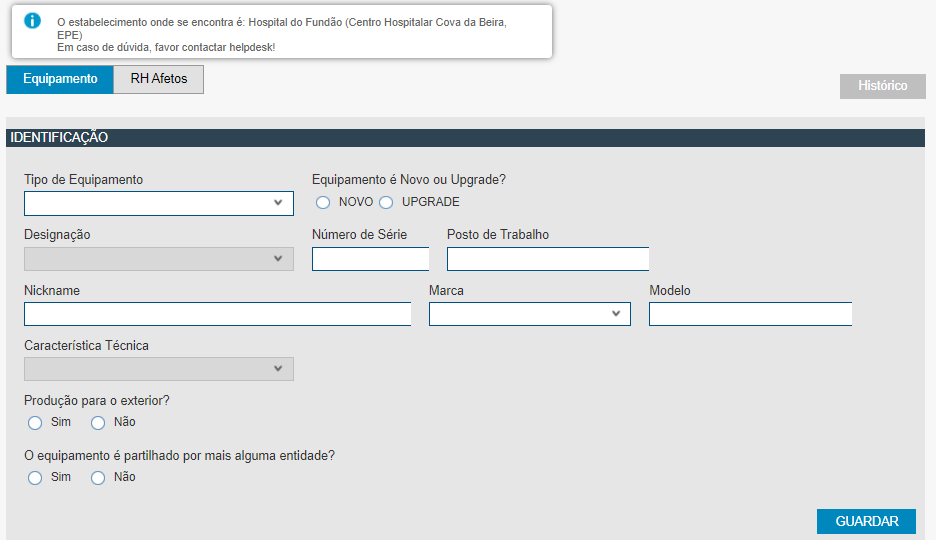 O estabelecimento onde se encontra é: Hospital do Fundão (Centro Hospitalar Cova da Beira,
EPE)
Em caso de dúvida, favor contactar helpdesk!
Equipamento RH Afetos
Histórico
IDENTIFICAÇÃO
Tipo de Equipamento Equipamento é Novo ou Upgrade?
NOVO UPGRADE
Designação Número de Série Posto de Trabalho
Nickname Marca Modelo
Característica Técnica
Produção para o exterior?
Sim Não
O equipamento é partilhado por mais alguma entidade?
Sim Não
GUARDAR